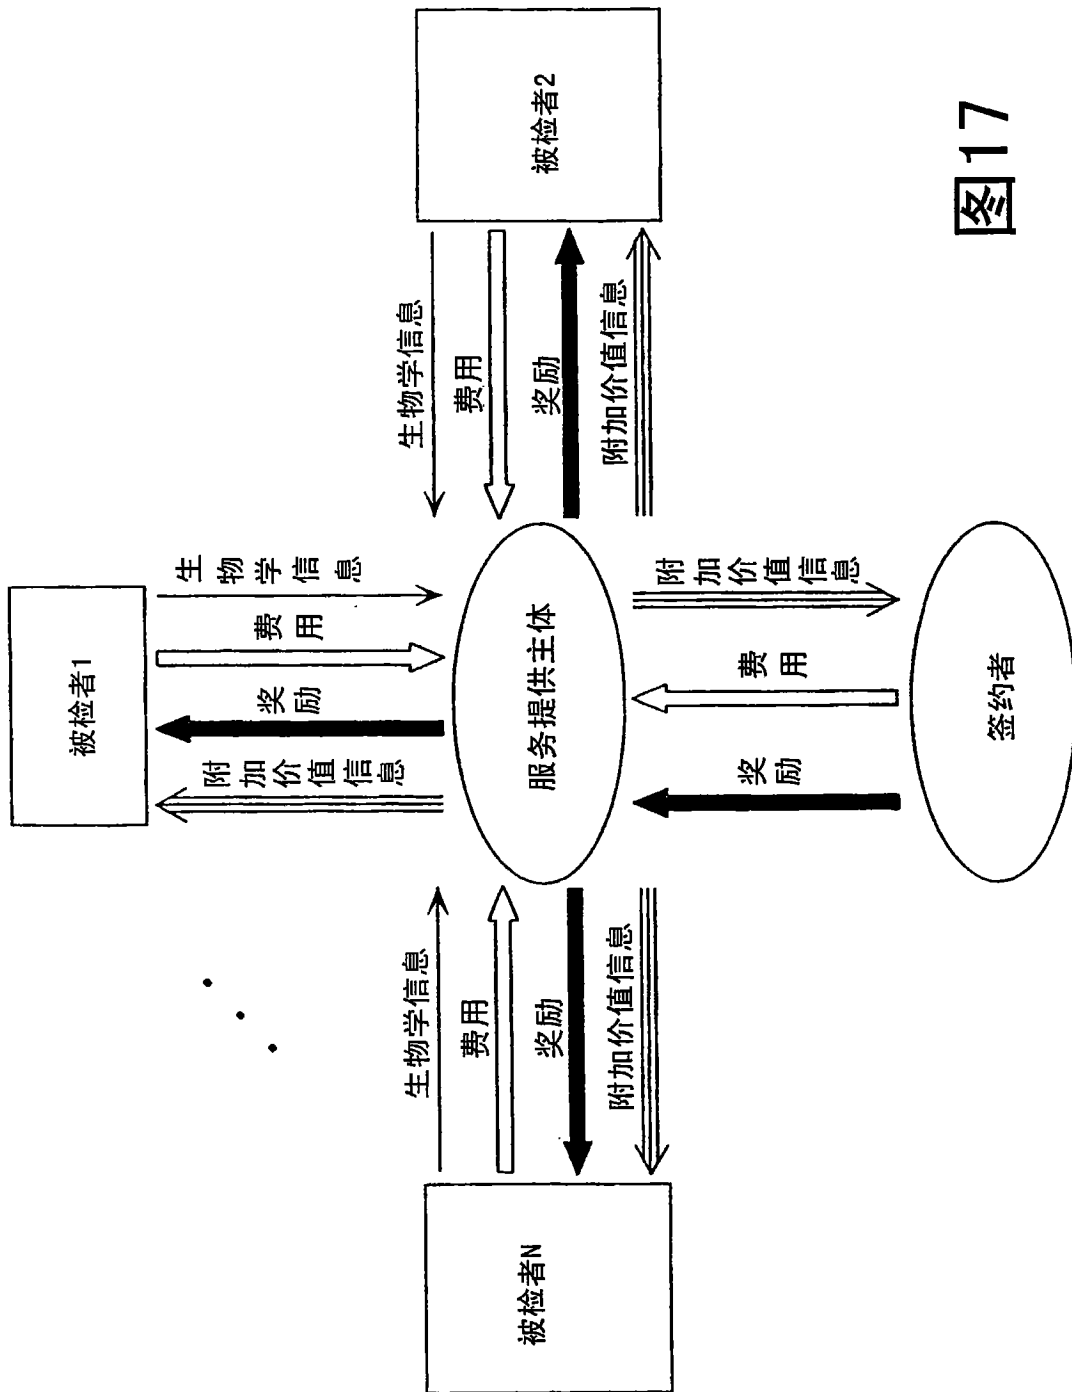 被检者1
附加价值信息
奖励
费用
生物学信息
被检者N
生物学信息
费用
奖励
附加价值信息
服务提供主体
生物学信息
费用
奖励
附加价值信息
被检者2
奖励
费用
附加价值信息
签约者
图17